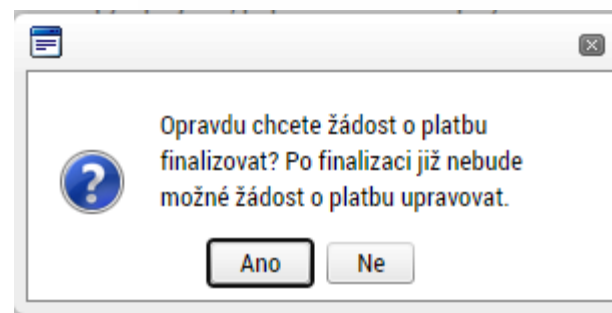 Opravdu chcete žádost o platbu
finalizovat? Po finalizaci již nebude
možné žádost o platbu upravovat.
Ano
Ne